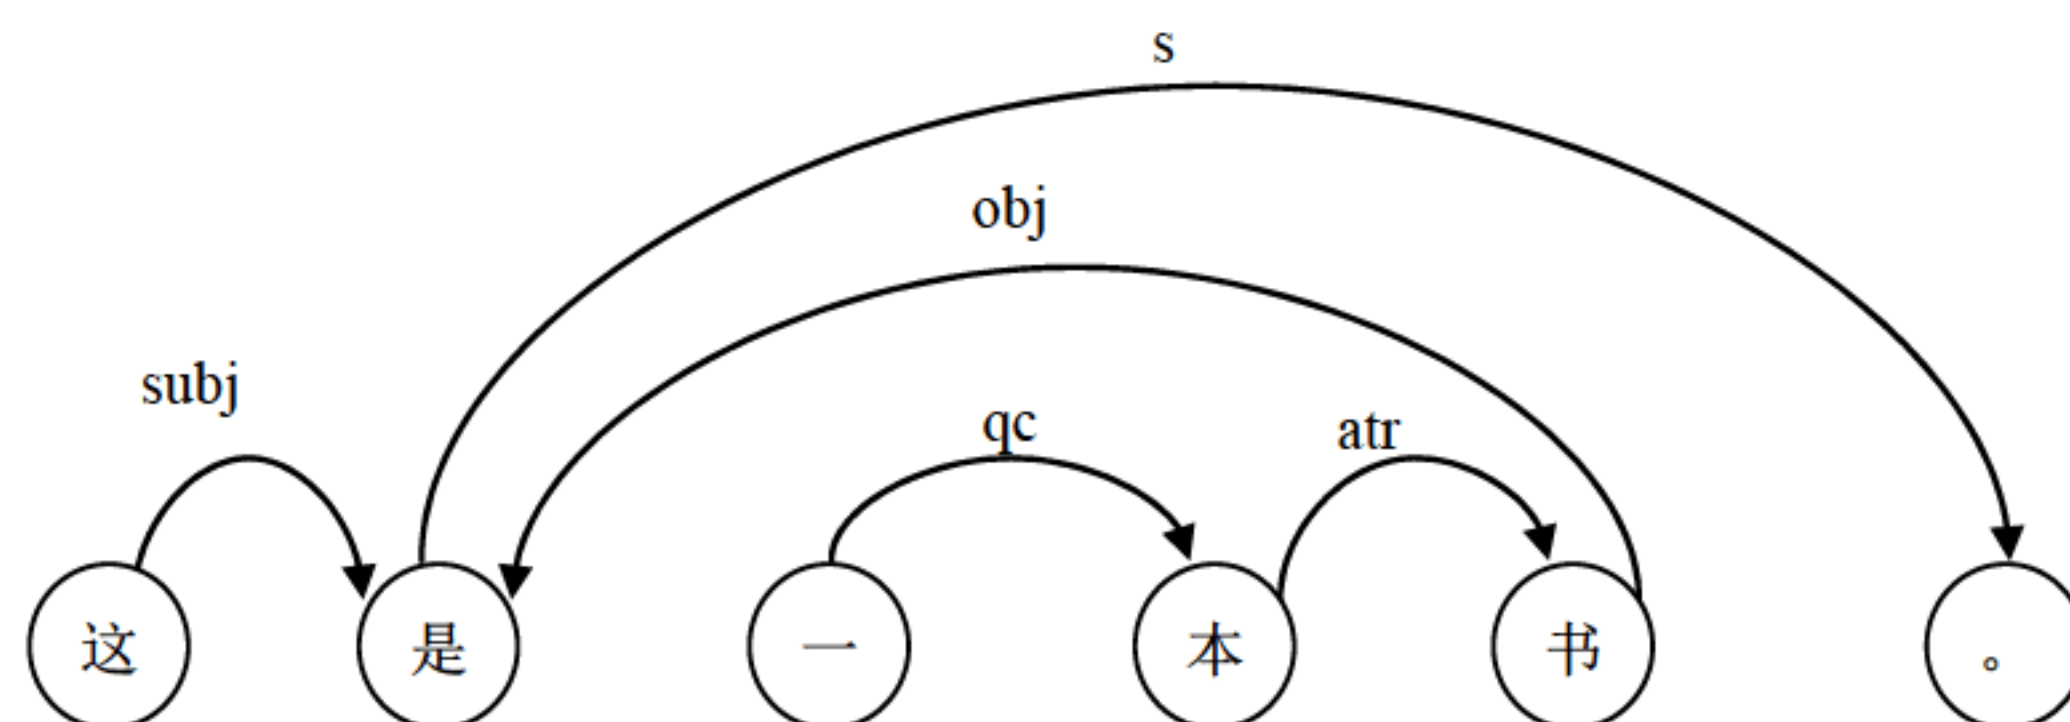 s
obj
subj
qc atr
这 是 一 本 书 。